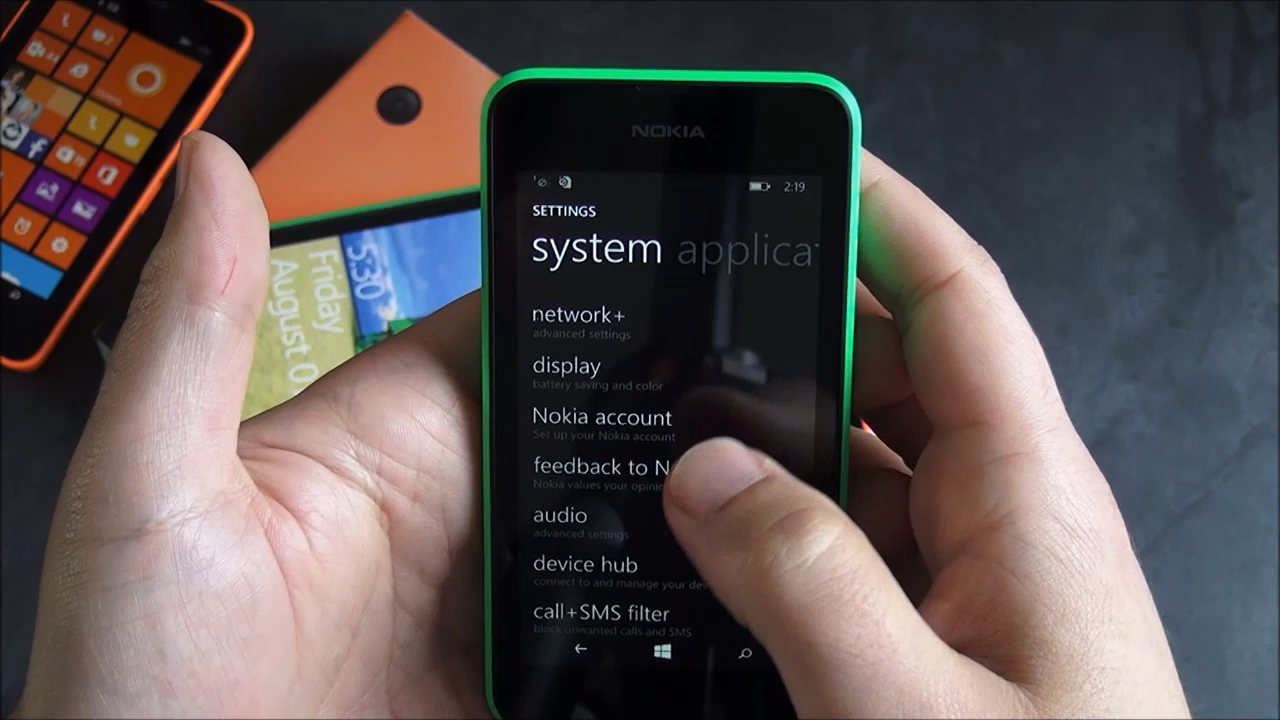 NOKIA
2:19
SETTINGS
system applica
network+
advanced settings
display
battery saving and color
Nokia account
Set up your Nokia account
feedback to N
Nokia values your opinio
audio
advanced settings
device hub
connect to and manage your dev
call+SMS filter
block unwanted calls and SMS
5:30
Friday
August 0